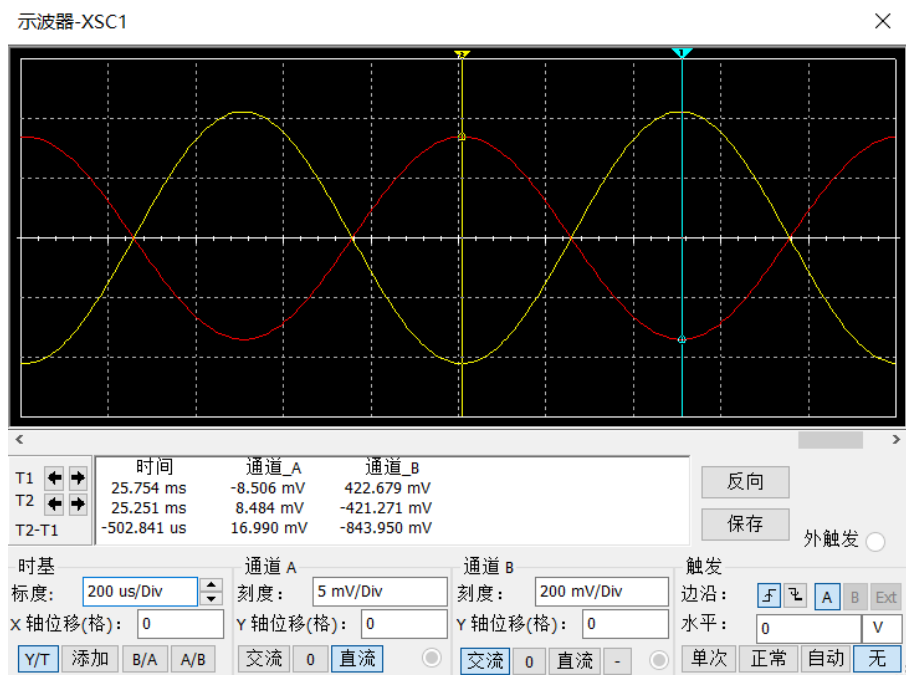 示波器-XSC1
2 1
时间 通道_A 通道_B
T1 25.754 ms -8.506 mV 422.679 mV
T2 25.251 ms 8.484 mV -421.271 mV
T2-T1 -502.841 us 16.990 mV -843.950 mV
反向
保存
外触发
时基 通道 A 通道 B 触发
标度: 200 us/Div 刻度: 5 mV/Div 刻度: 200 mV/Div 边沿: A B Ext
X 轴位移(格): 0 Y 轴位移(格): 0 Y 轴位移(格): 0 水平: 0 V
Y/T 添加 B/A A/B 交流 0 直流 交流 0 直流 - 单次 正常 自动 无